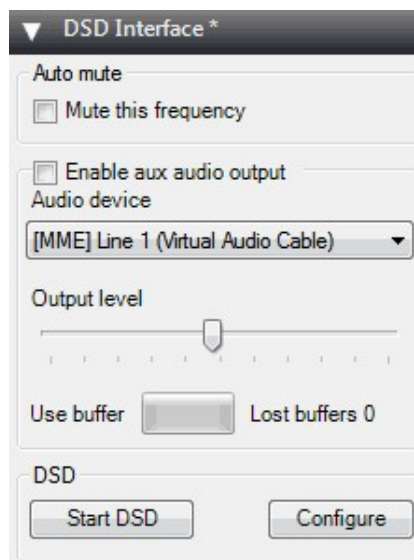 DSD Interface *
Auto mute
Mute this frequency
Enable aux audio output
Audio device
[MME] Line 1 (Virtual Audio Cable)
Output level
Use buffer Lost buffers 0
DSD
Start DSD Configure